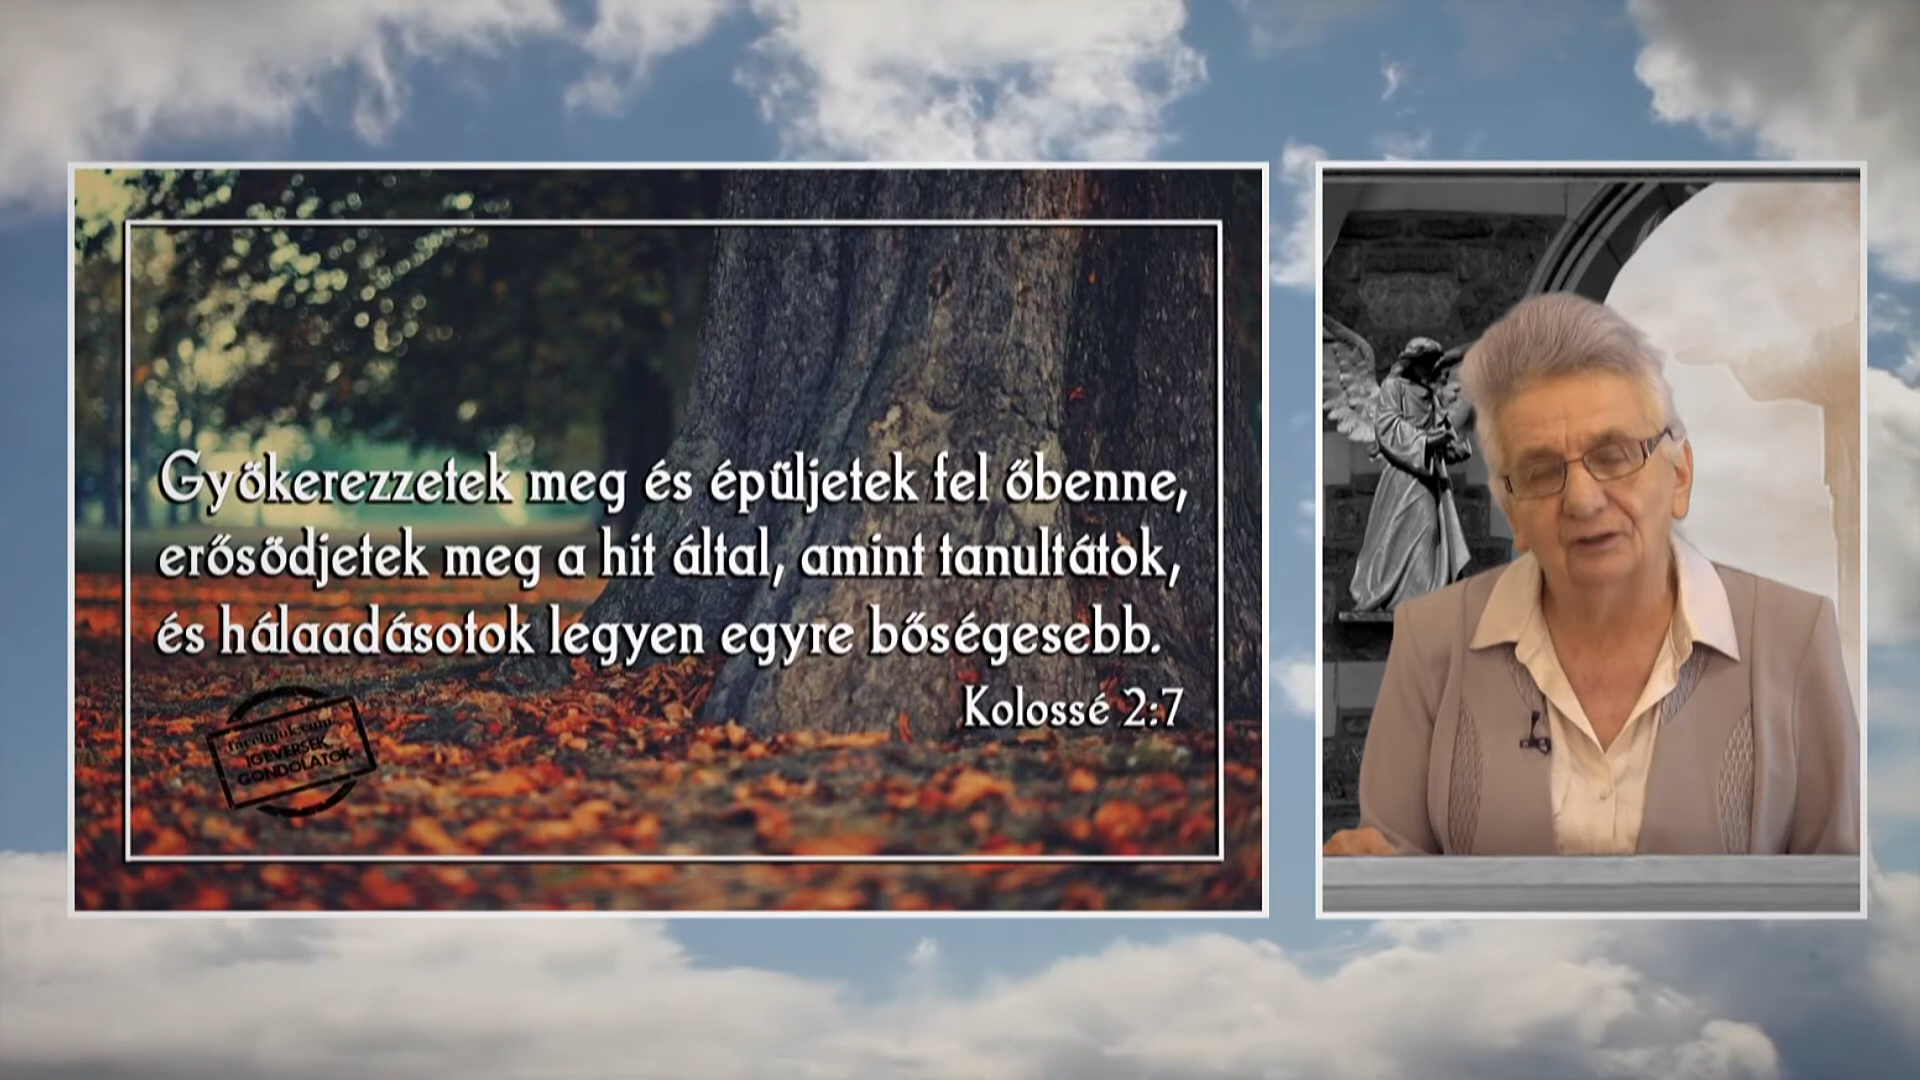 Gyökerezzetek meg és épüljetek fel őbenne,
erősödjetek meg a hit által, amint tanultátok,
és hálaadásotok legyen egyre bőségesebb.
Kolossé 2:7
IGEVERSEK
GONDOLATOK